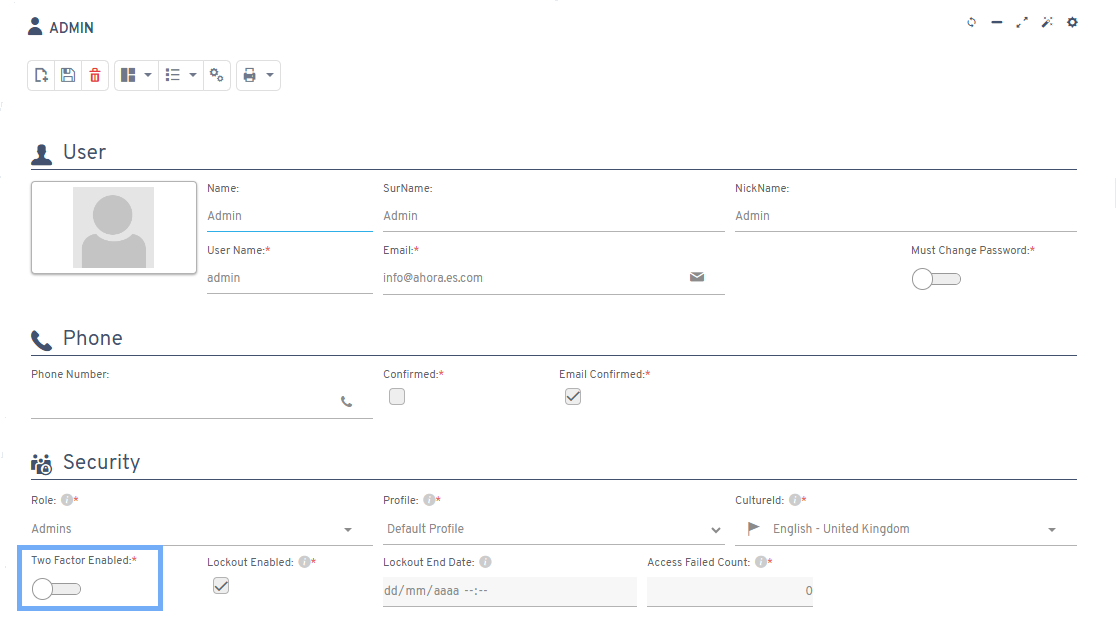 ADMIN
User
Name:
SurName:
NickName:
Admin
Admin
Admin
User Name:*
Email:*
Must Change Password:*
admin
info@ahora.es.com
Phone
Phone Number:
Confirmed:*
Email Confirmed:*
Security
Role: i*
Profile: i*
CultureId: i*
Admins
Default Profile
English - United Kingdom
Two Factor Enabled:*
Lockout Enabled: i*
Lockout End Date: i
Access Failed Count: i*
dd/mm/aaaa --:--
0